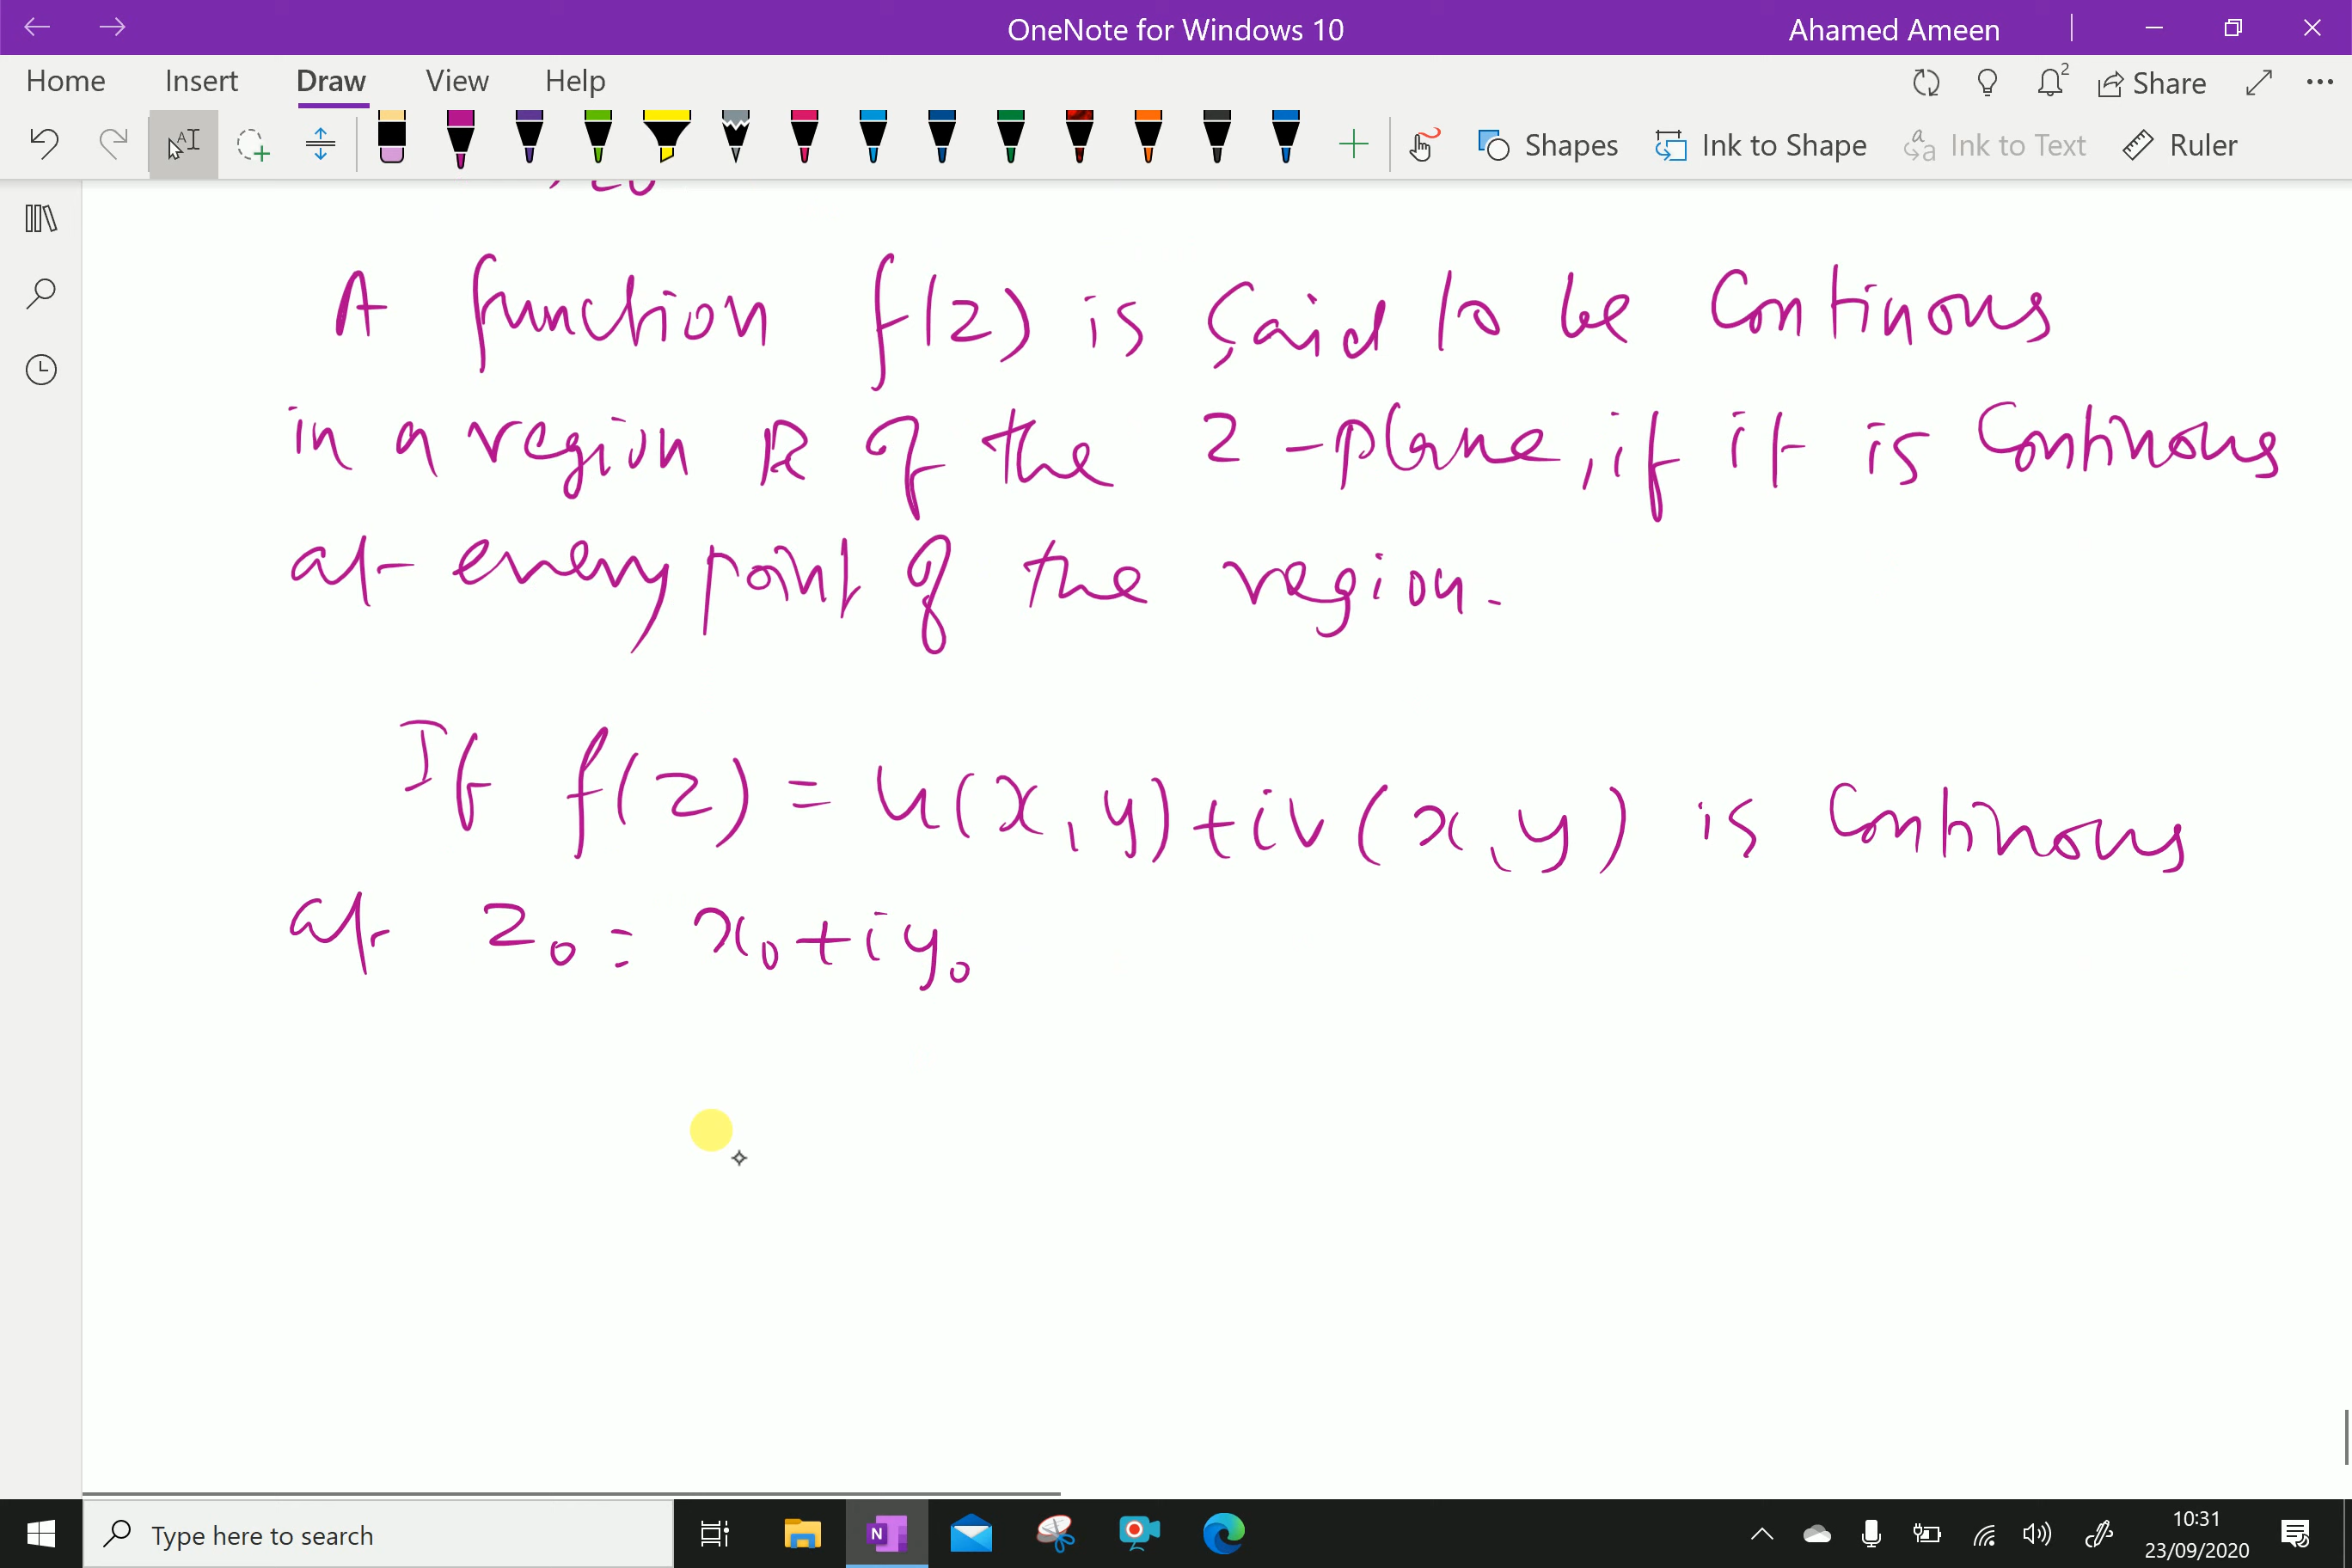 OneNote for Windows 10
Ahamed Ameen
Home Insert Draw View Help
2
Share
Shapes Ink to Shape Ink to Text Ruler
A function f(z) is said to be continous
in a region R of the z-plane, if it is continous
at every point of the region.
If f(z) = u(x,y)+iv(x,y) is continous
at z₀ = x₀+iy₀
Type here to search
10:31
23/09/2020